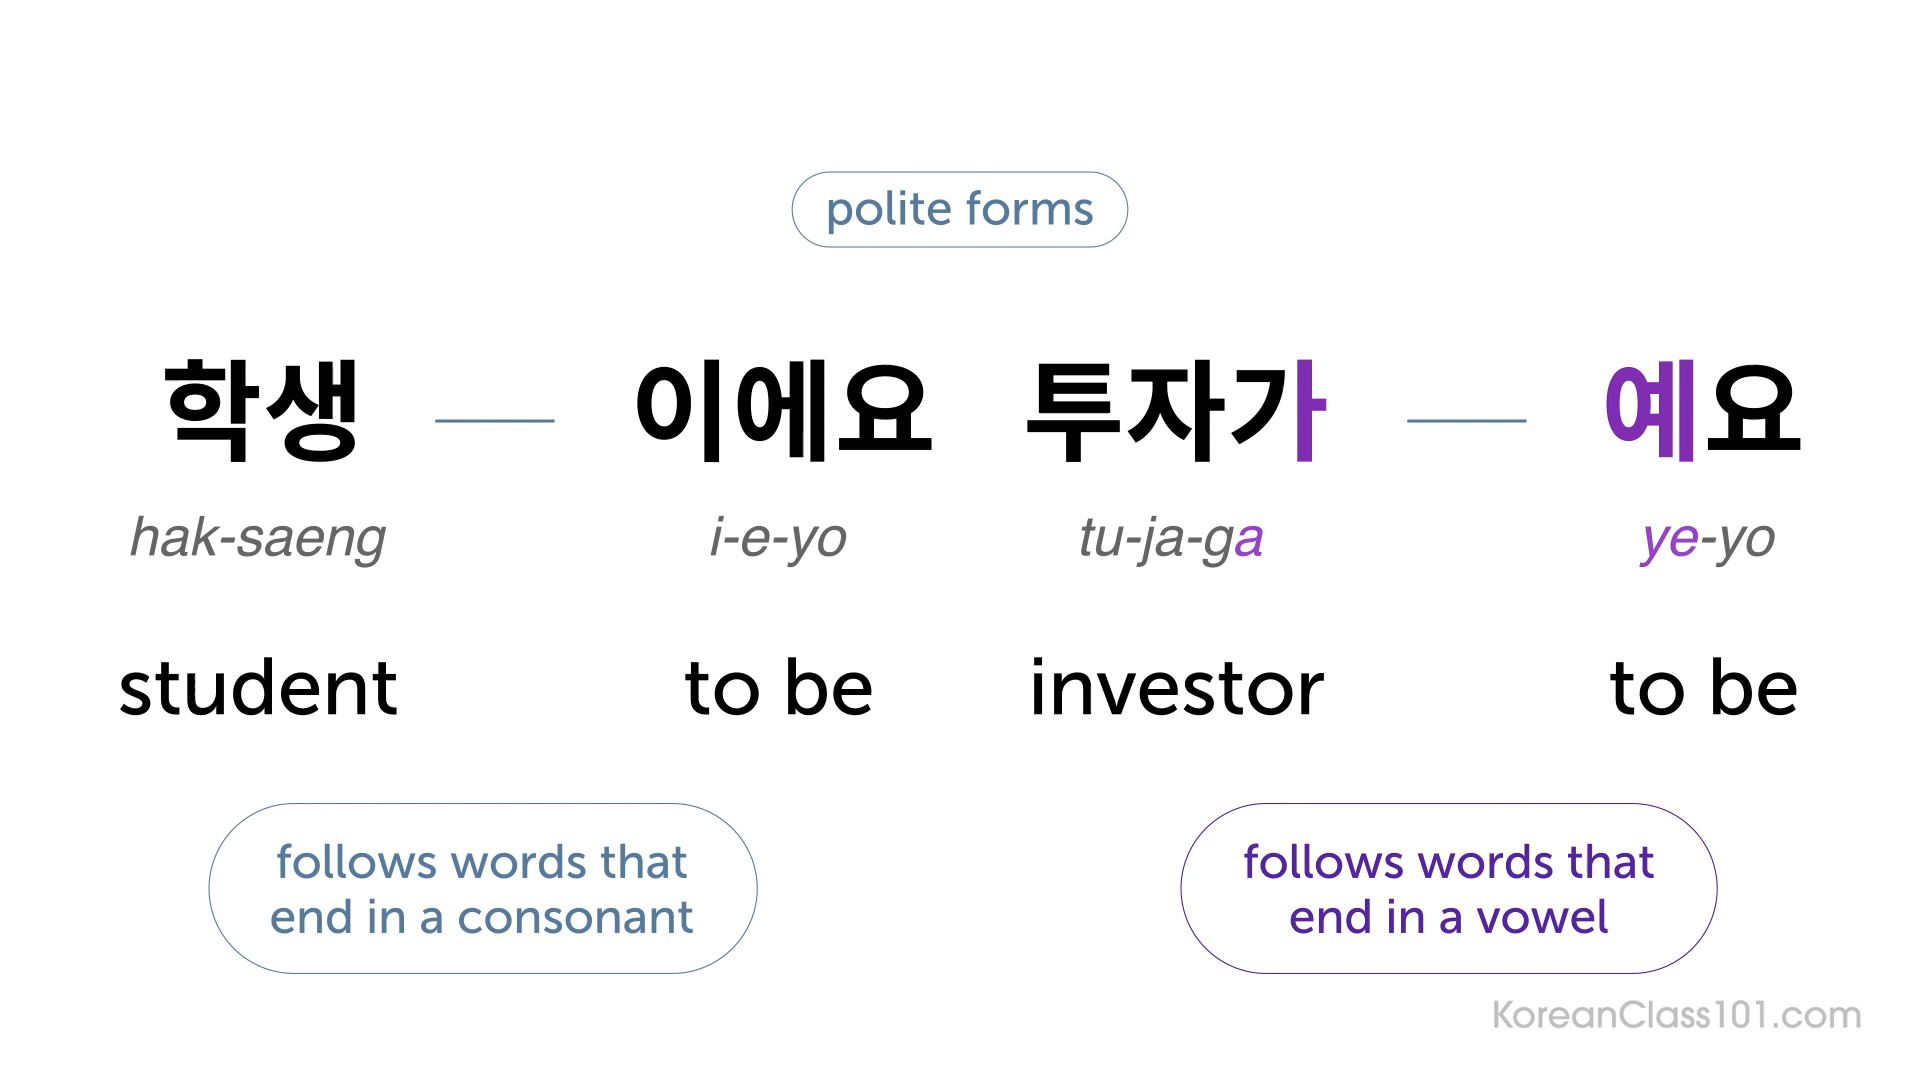 polite forms
학생 이에요 투자가 예요
hak-saeng i-e-yo tu-ja-ga ye-yo
student to be investor to be
follows words that
end in a consonant
follows words that
end in a vowel
KoreanClass101.com